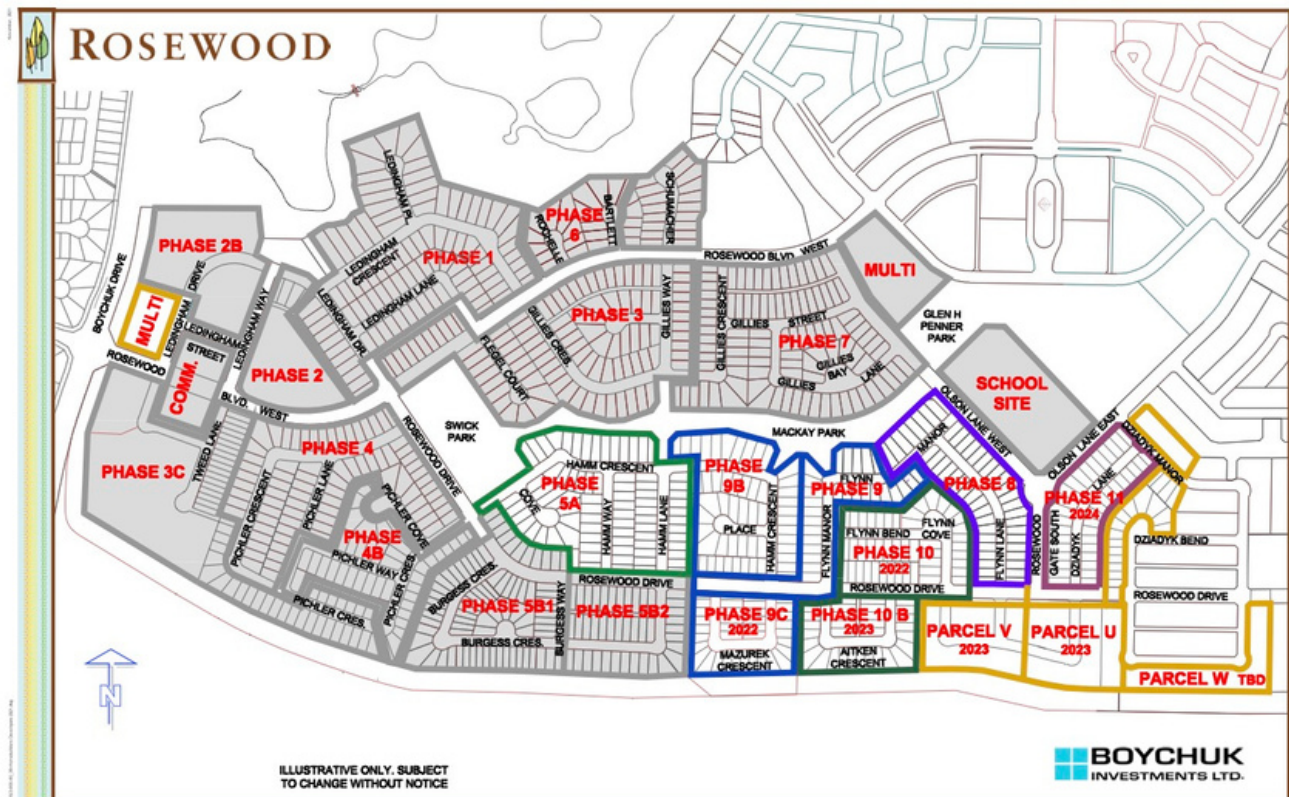 ROSEWOOD
PHASE 2B
BOYCHUK DRIVE
MULTI
LEDINGHAM DRIVE
LEDINGHAM
STREET
LEDINGHAM WAY
ROSEWOOD
BLVD. WEST
COMM.
PHASE 2
LEDINGHAM PL
LEDINGHAM
CRESCENT
LEDINGHAM LANE
LEDINGHAM DR.
PHASE 1
PHASE
6
ROCHELLE
BARTLETT
SCHUMACHER
ROSEWOOD BLVD. WEST
MULTI
PHASE 3
GILLIES CRES.
GILLIES WAY
FLEGEL COURT
GILLIES CRESCENT
GILLIES STREET
PHASE 7
GILLIES
BAY
GILLIES LANE
GLEN H
PENNER
PARK
SCHOOL
SITE
SWICK
PARK
MACKAY PARK
PHASE 3C
TWEED LANE
PHASE 4
ROSEWOOD DRIVE
PICHLER CRESCENT
PICHLER LANE
PICHLER COVE
PHASE
4B
PICHLER WAY
PICHLER CRES.
PICHLER CRES.
HAMM CRESCENT
PHASE
5A
COVE
HAMM WAY
HAMM LANE
PHASE
9B
PLACE
HAMM CRESCENT
FLYNN
PHASE 9
FLYNN MANOR
MANOR
PHASE 8
OLSON LANE WEST
FLYNN
COVE
FLYNN BEND
PHASE 10
2022
ROSEWOOD DRIVE
FLYNN LANE
ROSEWOOD
GATE SOUTH
OLSON LANE EAST
PHASE 11
2024
DZIADYK
LANE
DZIADYK MANOR
DZIADYK BEND
ROSEWOOD DRIVE
BURGESS CRES.
PHASE 5B1
BURGESS CRES.
BURGESS WAY
ROSEWOOD DRIVE
PHASE 5B2
PHASE 9C
2022
MAZUREK
CRESCENT
PHASE 10 B
2023
AITKEN
CRESCENT
PARCEL V
2023
PARCEL U
2023
PARCEL W TBD
N
ILLUSTRATIVE ONLY. SUBJECT
TO CHANGE WITHOUT NOTICE
BOYCHUK
INVESTMENTS LTD.